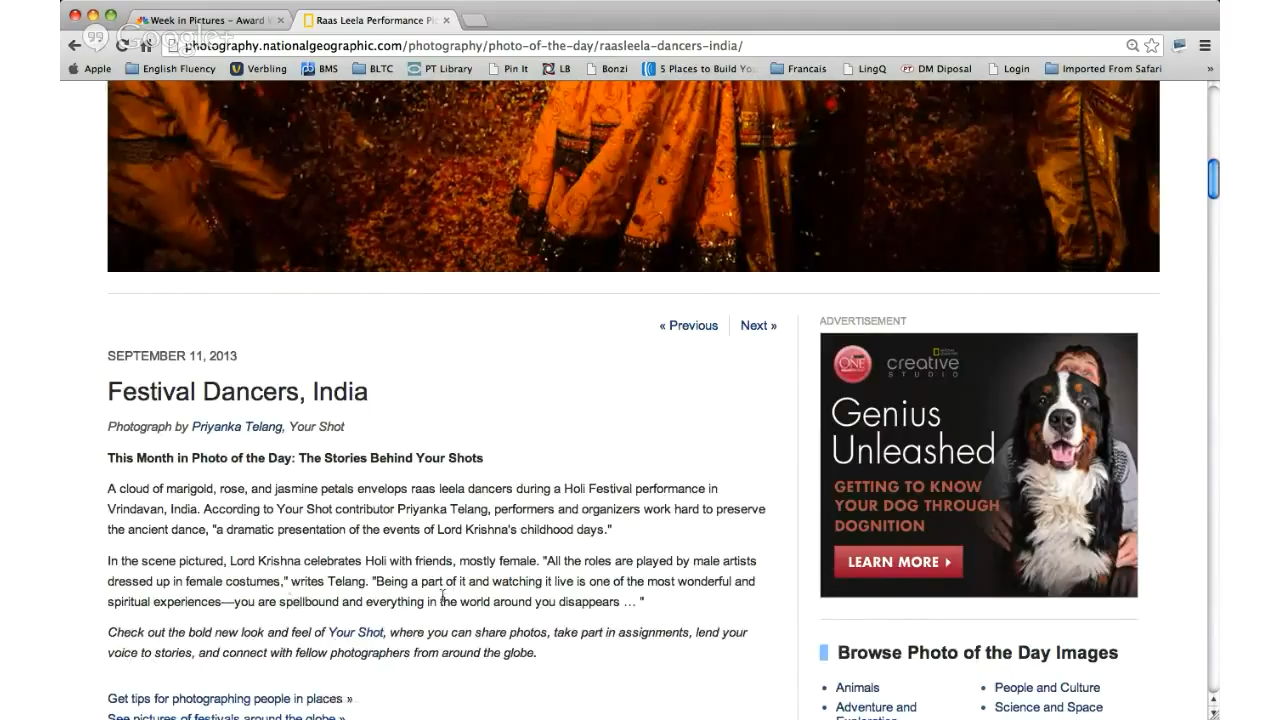 Week in Pictures – Award
Raas Leela Performance Pi
Google+
photography.nationalgeographic.com/photography/photo-of-the-day/raasleela-dancers-india/
Apple English Fluency Verbling BMS BLTC PT Library Pin It LB Bonzi 5 Places to Build Yo Francais LingQ DM Diposal Login Imported From Safari »
« Previous Next »
ADVERTISEMENT
SEPTEMBER 11, 2013
Festival Dancers, India
Photograph by Priyanka Telang, Your Shot
This Month in Photo of the Day: The Stories Behind Your Shots
A cloud of marigold, rose, and jasmine petals envelops raas leela dancers during a Holi Festival performance in
Vrindavan, India. According to Your Shot contributor Priyanka Telang, performers and organizers work hard to preserve
the ancient dance, "a dramatic presentation of the events of Lord Krishna's childhood days."
In the scene pictured, Lord Krishna celebrates Holi with friends, mostly female. "All the roles are played by male artists
dressed up in female costumes," writes Telang. "Being a part of it and watching it live is one of the most wonderful and
spiritual experiences—you are spellbound and everything in the world around you disappears … "
Check out the bold new look and feel of Your Shot, where you can share photos, take part in assignments, lend your
voice to stories, and connect with fellow photographers from around the globe.
Get tips for photographing people in places »
See pictures of festivals around the globe »
ONE
creative
STUDIO
Genius
Unleashed
GETTING TO KNOW
YOUR DOG THROUGH
DOGNITION
LEARN MORE
Browse Photo of the Day Images
Animals
People and Culture
Adventure and
Exploration
Science and Space